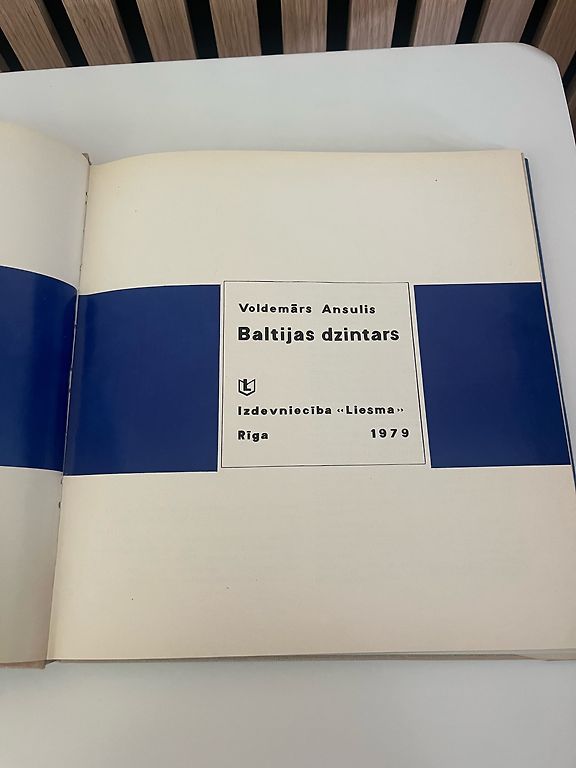 Voldemārs Ansulis
Baltijas dzintars
L
Izdevniecība «Liesma»
Rīga 1979